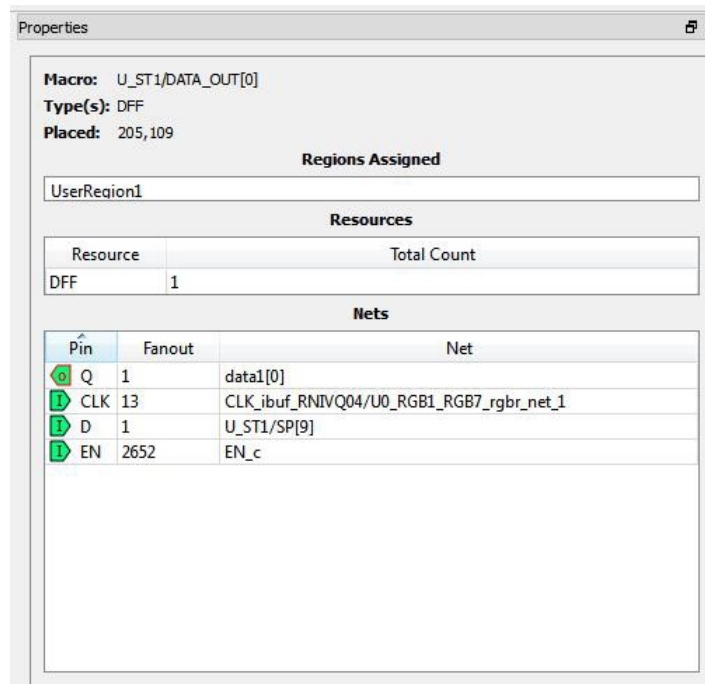 Properties
Macro: U_ST1/DATA_OUT[0]
Type(s): DFF
Placed: 205,109
Regions Assigned
UserRegion1
Resources
Resource Total Count
DFF 1
Nets
Pin Fanout Net
O Q 1 data1[0]
I CLK 13 CLK_ibuf_RNIVQ04/U0_RGB1_RGB7_rgbr_net_1
I D 1 U_ST1/SP[9]
I EN 2652 EN_c